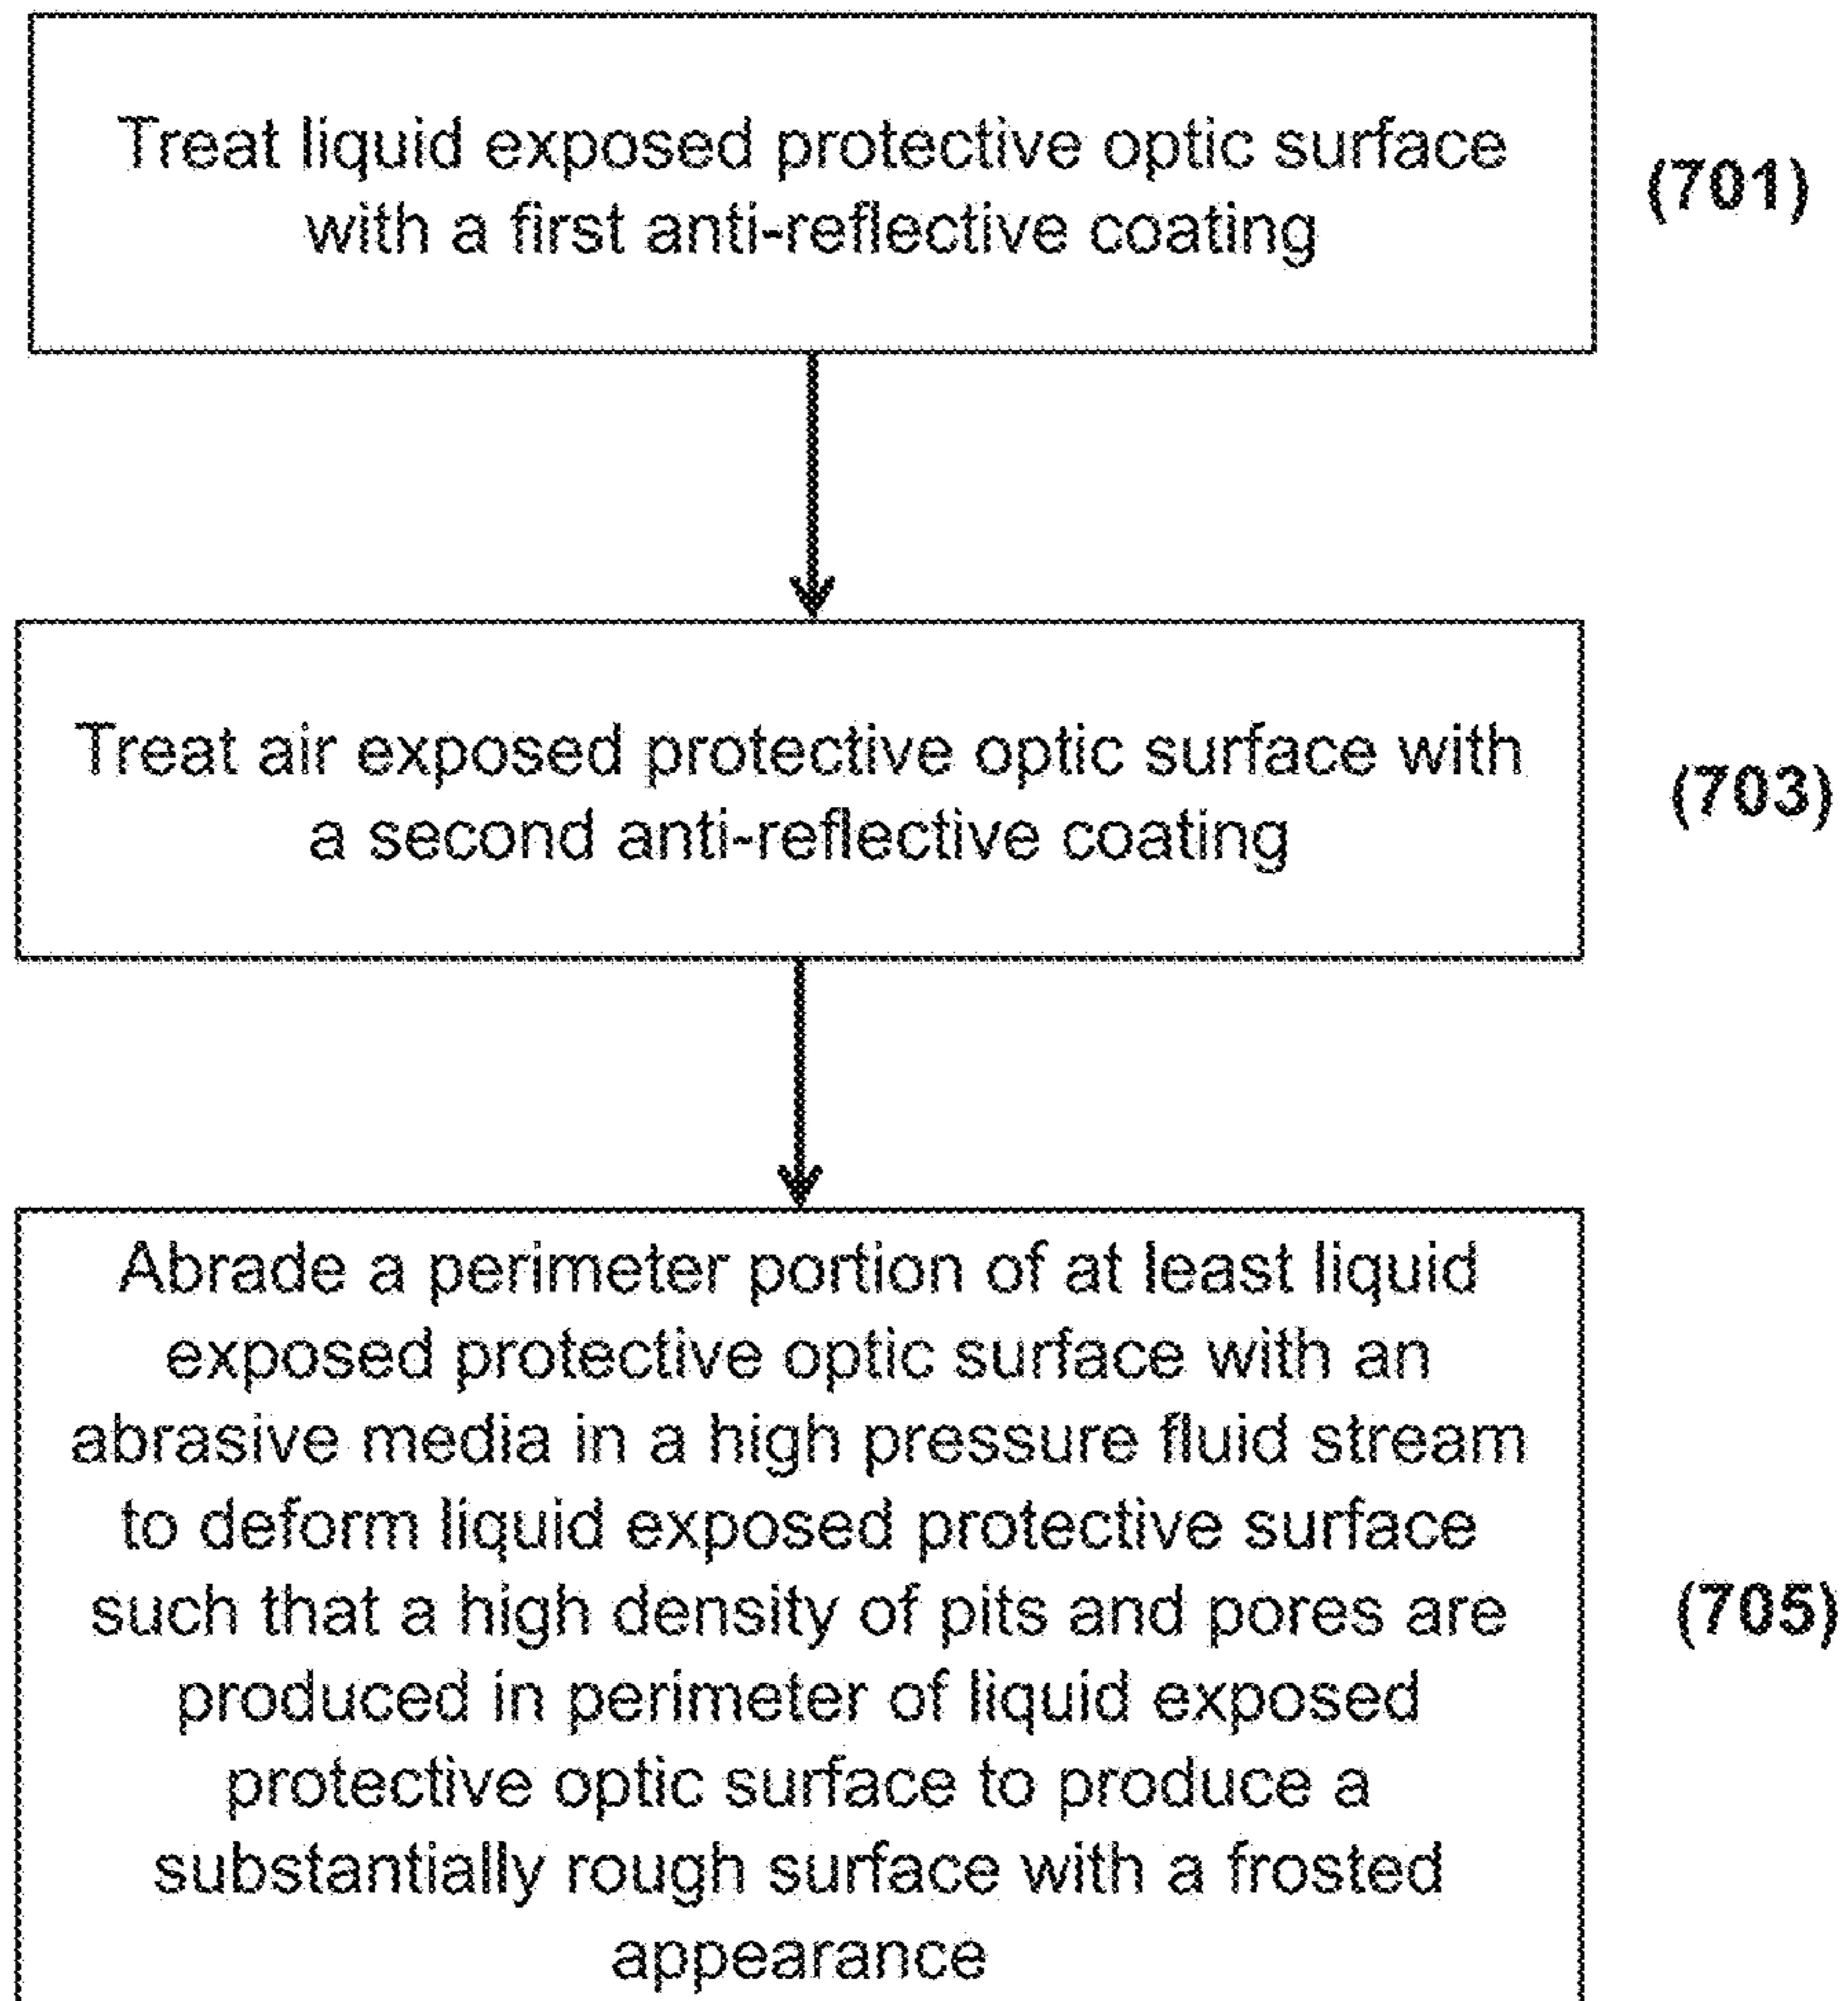 Treat liquid exposed protective optic surface
with a first anti-reflective coating
(701)
Treat air exposed protective optic surface with
a second anti-reflective coating
(703)
Abrade a perimeter portion of at least liquid
exposed protective optic surface with an
abrasive media in a high pressure fluid stream
to deform liquid exposed protective surface
such that a high density of pits and pores are
produced in perimeter of liquid exposed
protective optic surface to produce a
substantially rough surface with a frosted
appearance
(705)